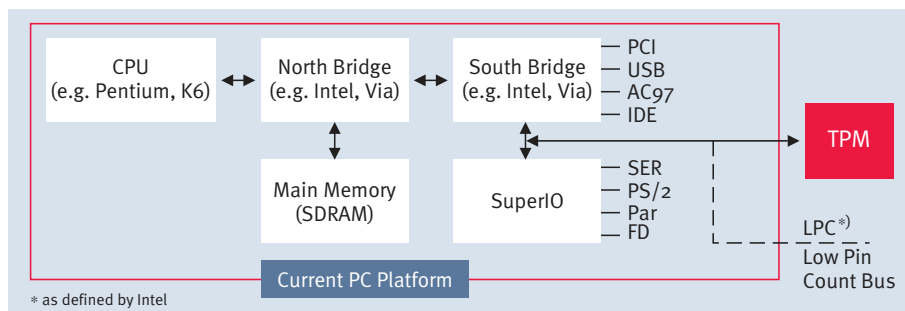 CPU
(e.g. Pentium, K6)
North Bridge
(e.g. Intel, Via)
South Bridge
(e.g. Intel, Via)
PCI
USB
AC97
IDE
TPM
Main Memory
(SDRAM)
SuperIO
SER
PS/2
Par
FD
LPC*)
Low Pin
Count Bus
Current PC Platform
* as defined by Intel